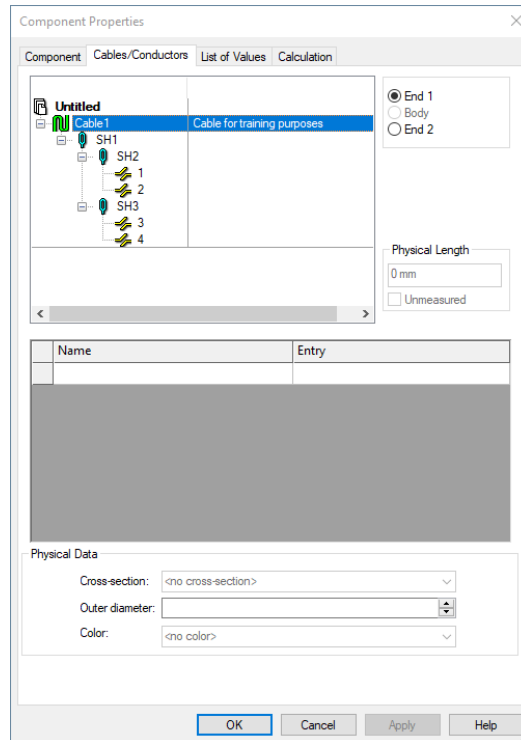 Component Properties
Component Cables/Conductors List of Values Calculation
Untitled
Cable1 Cable for training purposes
SH1
SH2
1
2
SH3
3
4
End 1
Body
End 2
Physical Length
0 mm
Unmeasured
Name Entry
Physical Data
Cross-section: <no cross-section>
Outer diameter:
Color: <no color>
OK Cancel Apply Help